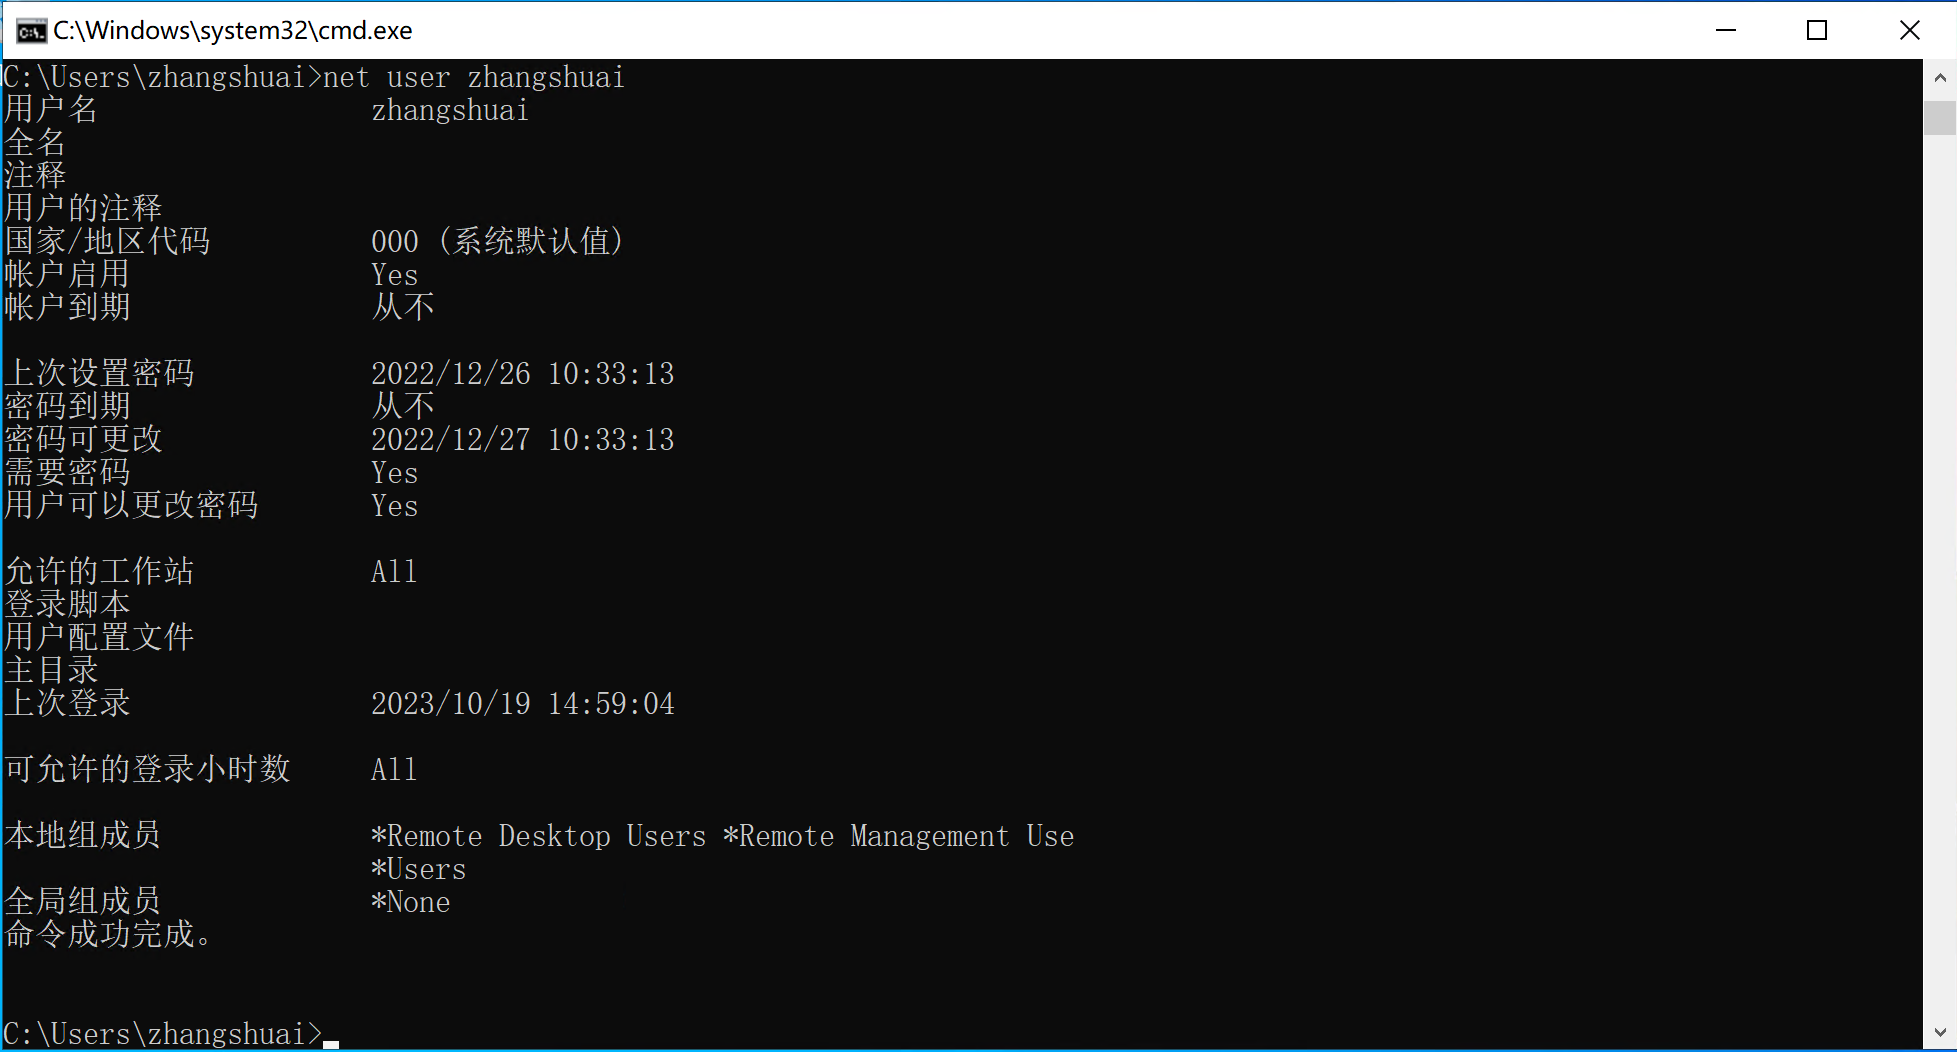 C:\Windows\system32\cmd.exe
C:\Users\zhangshuai>net user zhangshuai
用户名 zhangshuai
全名
注释
用户的注释
国家/地区代码 000 (系统默认值)
帐户启用 Yes
帐户到期 从不
上次设置密码 2022/12/26 10:33:13
密码到期 从不
密码可更改 2022/12/27 10:33:13
需要密码 Yes
用户可以更改密码 Yes
允许的工作站 All
登录脚本
用户配置文件
主目录
上次登录 2023/10/19 14:59:04
可允许的登录小时数 All
本地组成员 *Remote Desktop Users *Remote Management Use
*Users
全局组成员 *None
命令成功完成。
C:\Users\zhangshuai>